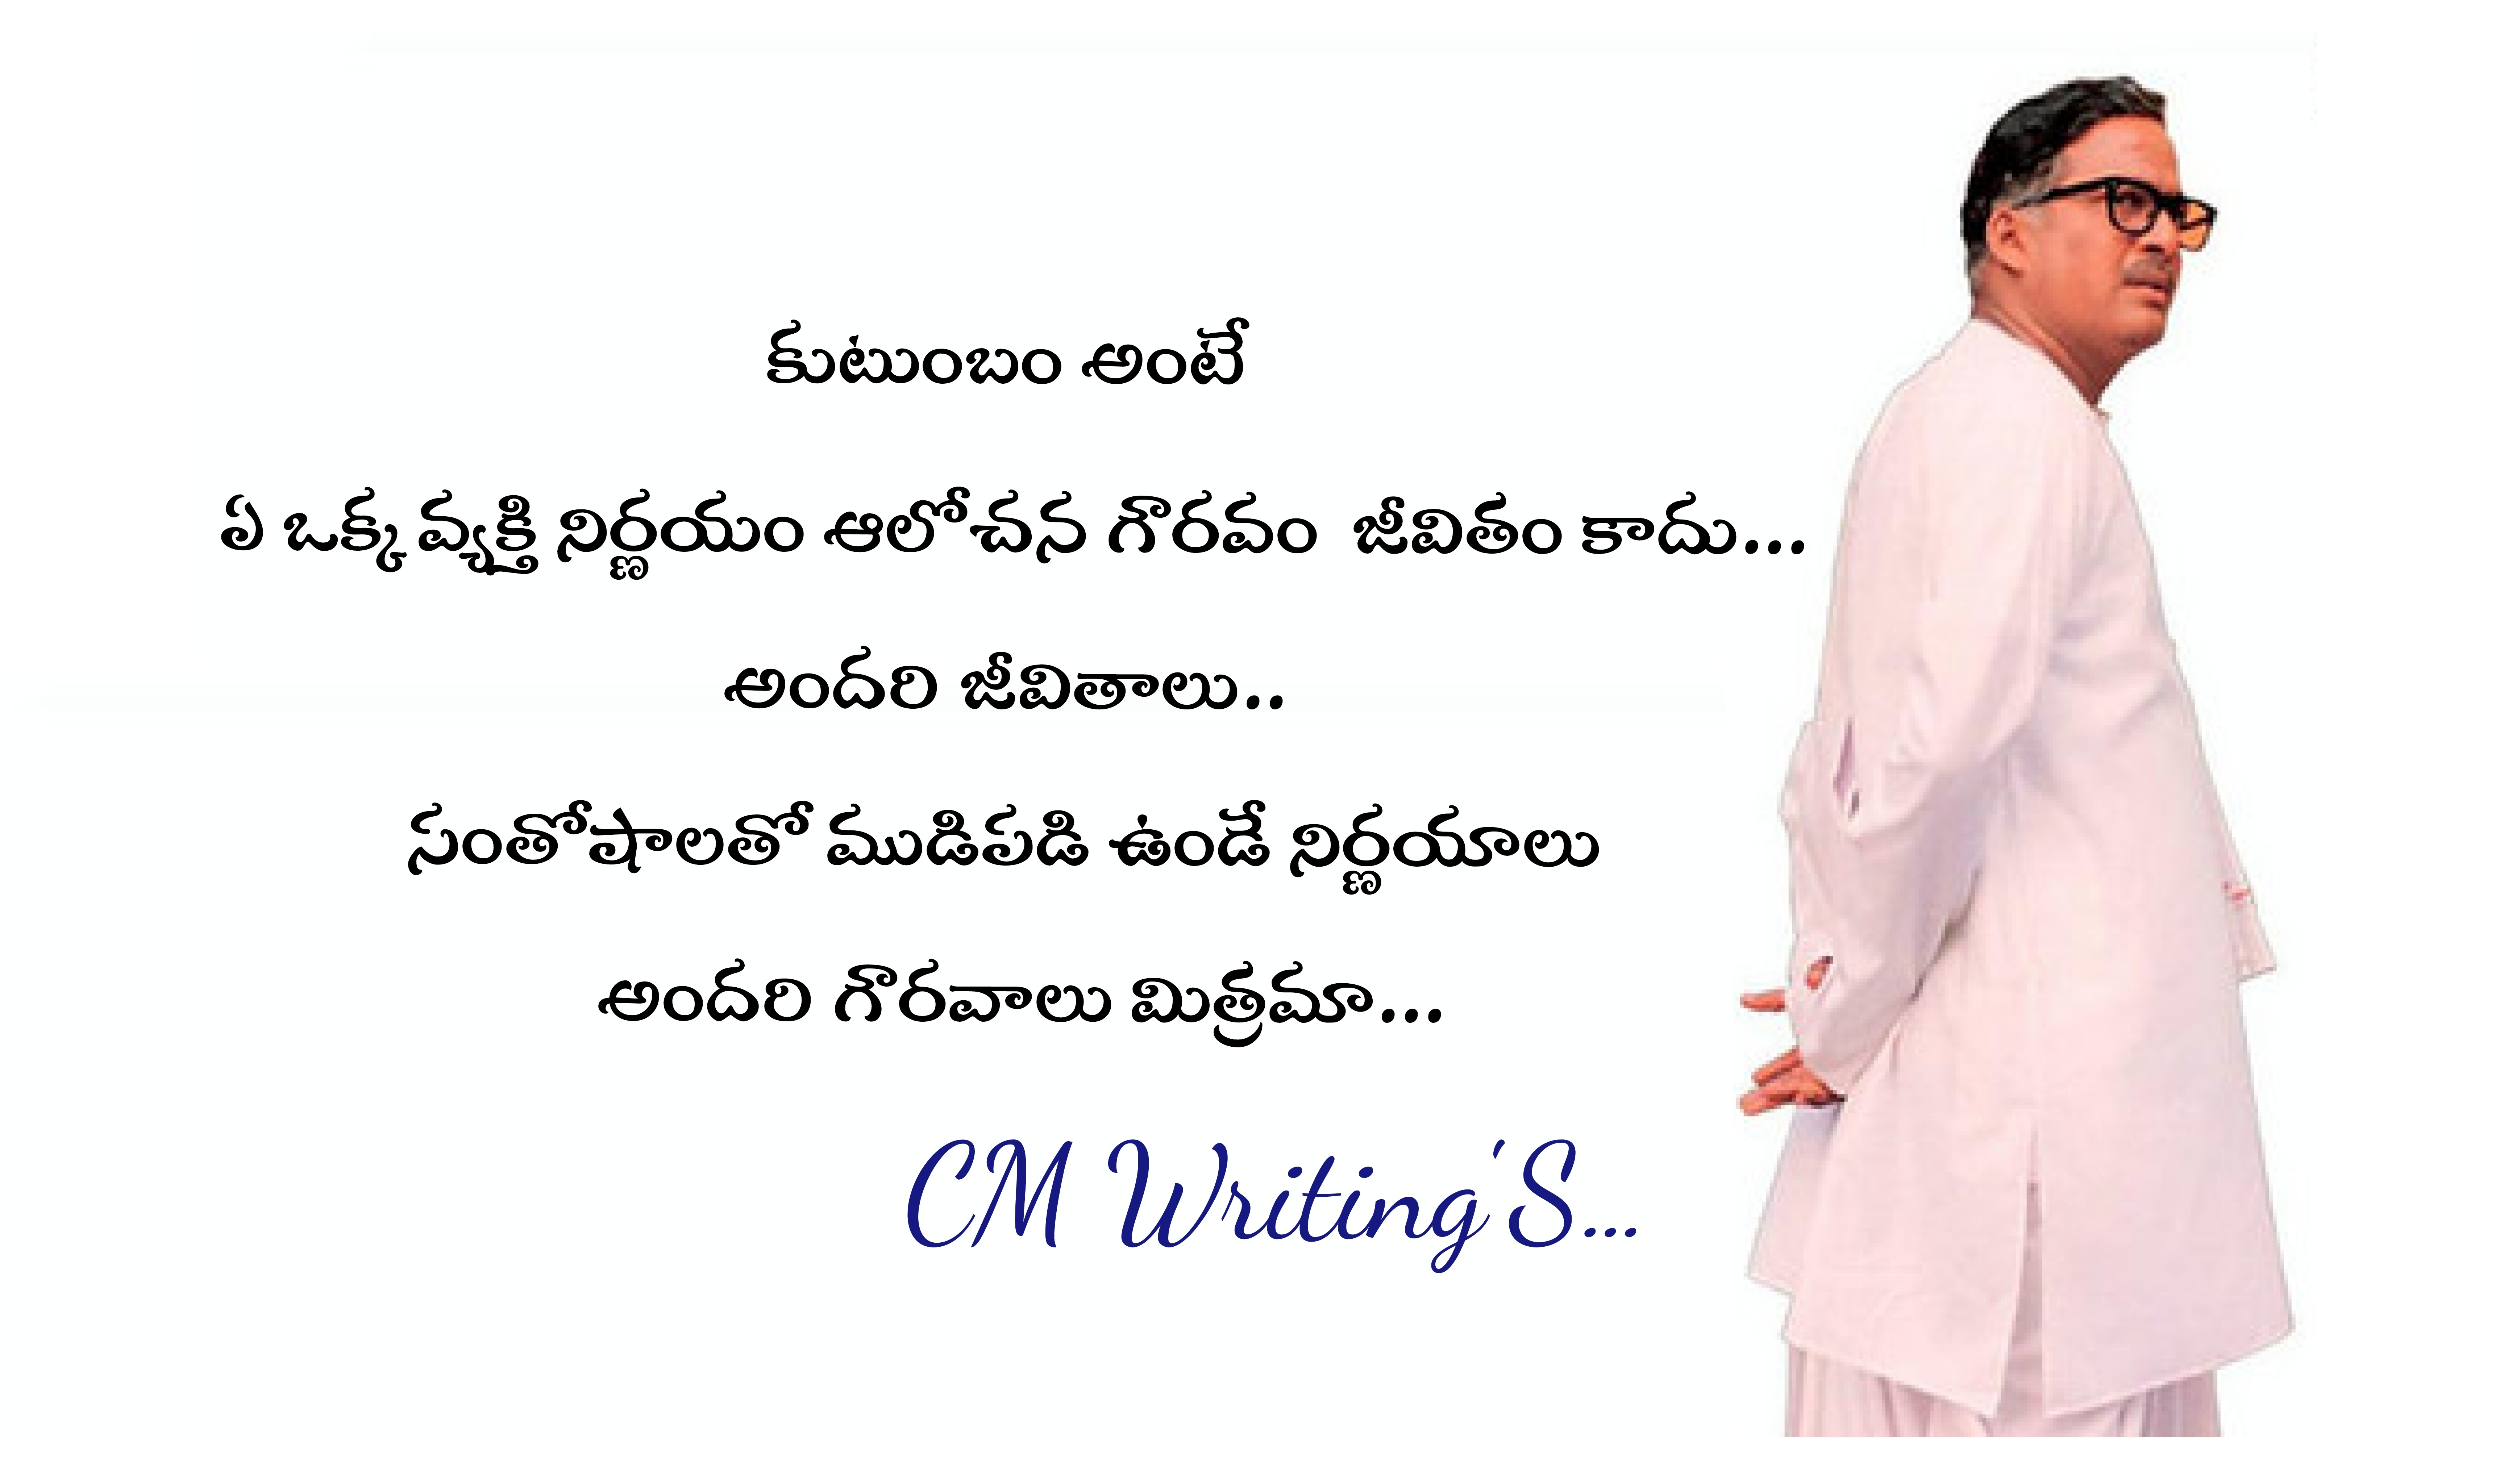 కుటుంబం అంటే
ఏ ఒక్క వ్యక్తి నిర్ణయం ఆలోచన గౌరవం జీవితం కాదు...
అందరి జీవితాలు..
సంతోషాలతో ముడిపడి ఉండే నిర్ణయాలు
అందరి గౌరవాలు మిత్రమా...
CM Writing'S...